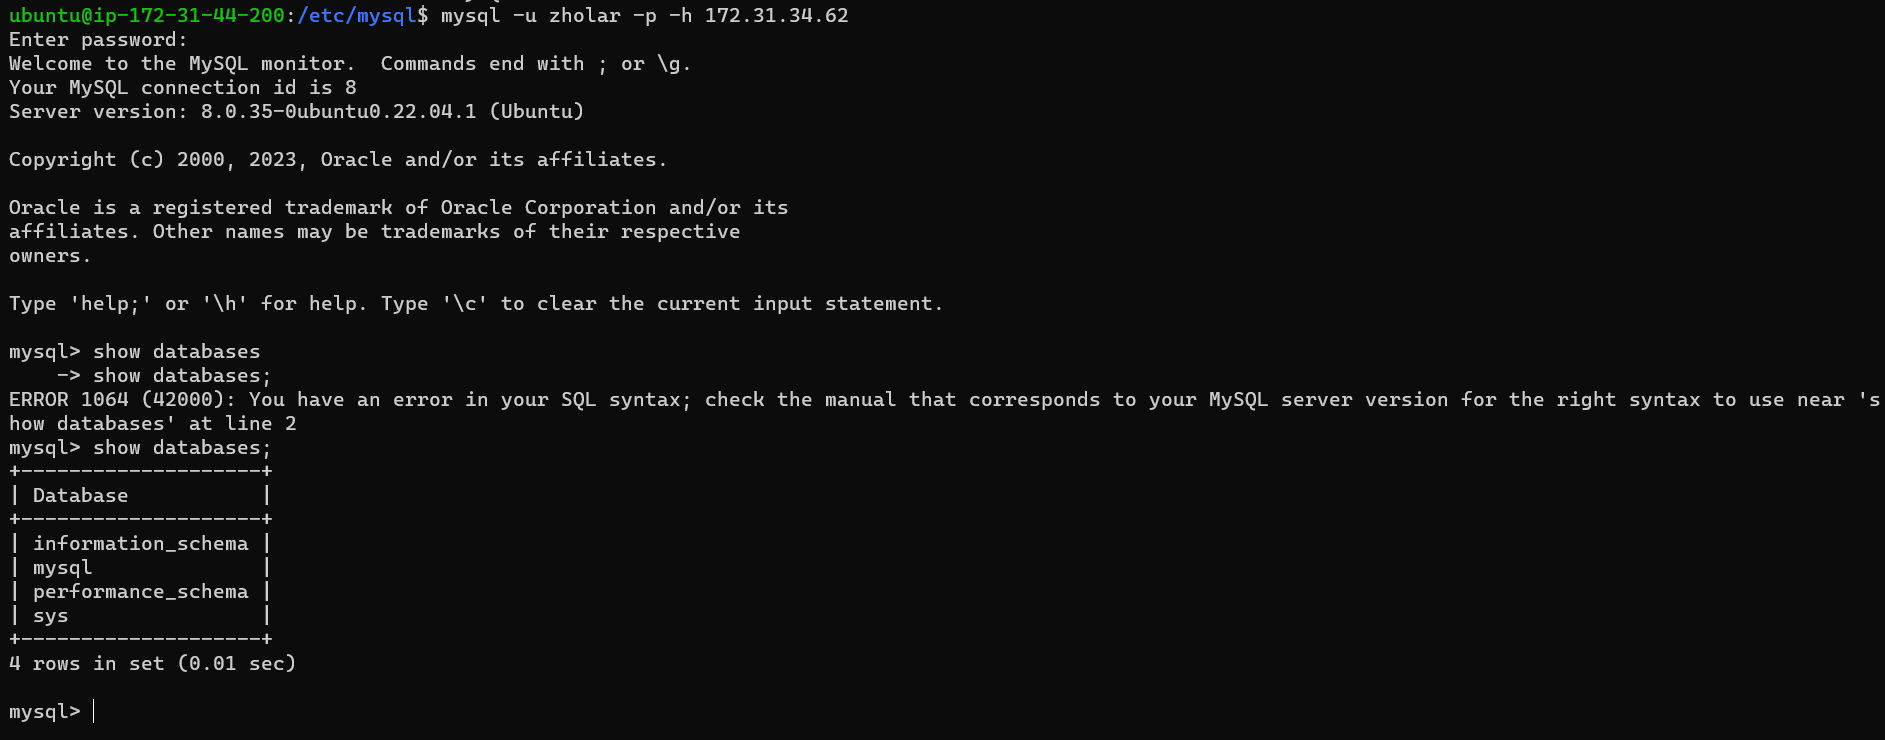 ubuntu@ip-172-31-44-200:/etc/mysql$ mysql -u zholar -p -h 172.31.34.62
Enter password:
Welcome to the MySQL monitor.  Commands end with ; or \g.
Your MySQL connection id is 8
Server version: 8.0.35-0ubuntu0.22.04.1 (Ubuntu)

Copyright (c) 2000, 2023, Oracle and/or its affiliates.

Oracle is a registered trademark of Oracle Corporation and/or its
affiliates. Other names may be trademarks of their respective
owners.

Type 'help;' or '\h' for help. Type '\c' to clear the current input statement.

mysql> show databases
    -> show databases;
ERROR 1064 (42000): You have an error in your SQL syntax; check the manual that corresponds to your MySQL server version for the right syntax to use near 's
how databases' at line 2
mysql> show databases;
+--------------------+
| Database           |
+--------------------+
| information_schema |
| mysql              |
| performance_schema |
| sys                |
+--------------------+
4 rows in set (0.01 sec)

mysql>